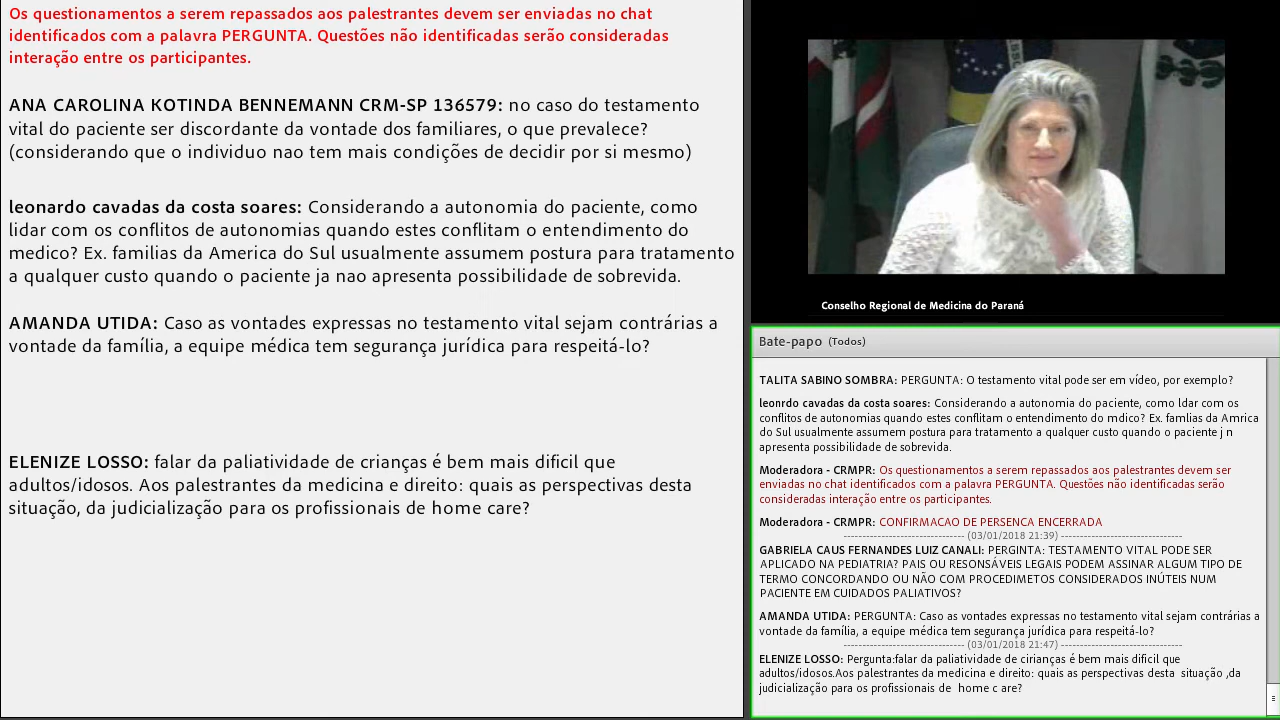 Os questionamentos a serem repassados aos palestrantes devem ser enviadas no chat
identificados com a palavra PERGUNTA. Questões não identificadas serão consideradas
interação entre os participantes.
ANA CAROLINA KOTINDA BENNEMANN CRM-SP 136579: no caso do testamento
vital do paciente ser discordante da vontade dos familiares, o que prevalece?
(considerando que o individuo nao tem mais condições de decidir por si mesmo)
leonardo cavadas da costa soares: Considerando a autonomia do paciente, como
lidar com os conflitos de autonomias quando estes conflitam o entendimento do
medico? Ex. familias da America do Sul usualmente assumem postura para tratamento
a qualquer custo quando o paciente ja nao apresenta possibilidade de sobrevida.
AMANDA UTIDA: Caso as vontades expressas no testamento vital sejam contrárias a
vontade da família, a equipe médica tem segurança jurídica para respeitá-lo?
ELENIZE LOSSO: falar da paliatividade de crianças é bem mais dificil que
adultos/idosos. Aos palestrantes da medicina e direito: quais as perspectivas desta
situação, da judicialização para os profissionais de home care?
Conselho Regional de Medicina do Paraná
Bate-papo (Todos)
TALITA SABINO SOMBRA: PERGUNTA: O testamento vital pode ser em vídeo, por exemplo?
leonrdo cavadas da costa soares: Considerando a autonomia do paciente, como ldar com os
conflitos de autonomias quando estes conflitam o entendimento do mdico? Ex. famlias da Amrica
do Sul usualmente assumem postura para tratamento a qualquer custo quando o paciente j n
apresenta possibilidade de sobrevida.
Moderadora - CRMPR: Os questionamentos a serem repassados aos palestrantes devem ser
enviadas no chat identificados com a palavra PERGUNTA. Questões não identificadas serão
consideradas interação entre os participantes.
Moderadora - CRMPR: CONFIRMACAO DE PERSENCA ENCERRADA
------------------------------- (03/01/2018 21:39) -------------------------------
GABRIELA CAUS FERNANDES LUIZ CANALI: PERGINTA: TESTAMENTO VITAL PODE SER
APLICADO NA PEDIATRIA? PAIS OU RESONSÁVEIS LEGAIS PODEM ASSINAR ALGUM TIPO DE
TERMO CONCORDANDO OU NÃO COM PROCEDIMETOS CONSIDERADOS INÚTEIS NUM
PACIENTE EM CUIDADOS PALIATIVOS?
AMANDA UTIDA: PERGUNTA: Caso as vontades expressas no testamento vital sejam contrárias a
vontade da família, a equipe médica tem segurança jurídica para respeitá-lo?
------------------------------- (03/01/2018 21:47) -------------------------------
ELENIZE LOSSO: Pergunta:falar da paliatividade de cirianças é bem mais dificil que
adultos/idosos.Aos palestrantes da medicina e direito: quais as perspectivas desta situação ,da
judicialização para os profissionais de home c are?